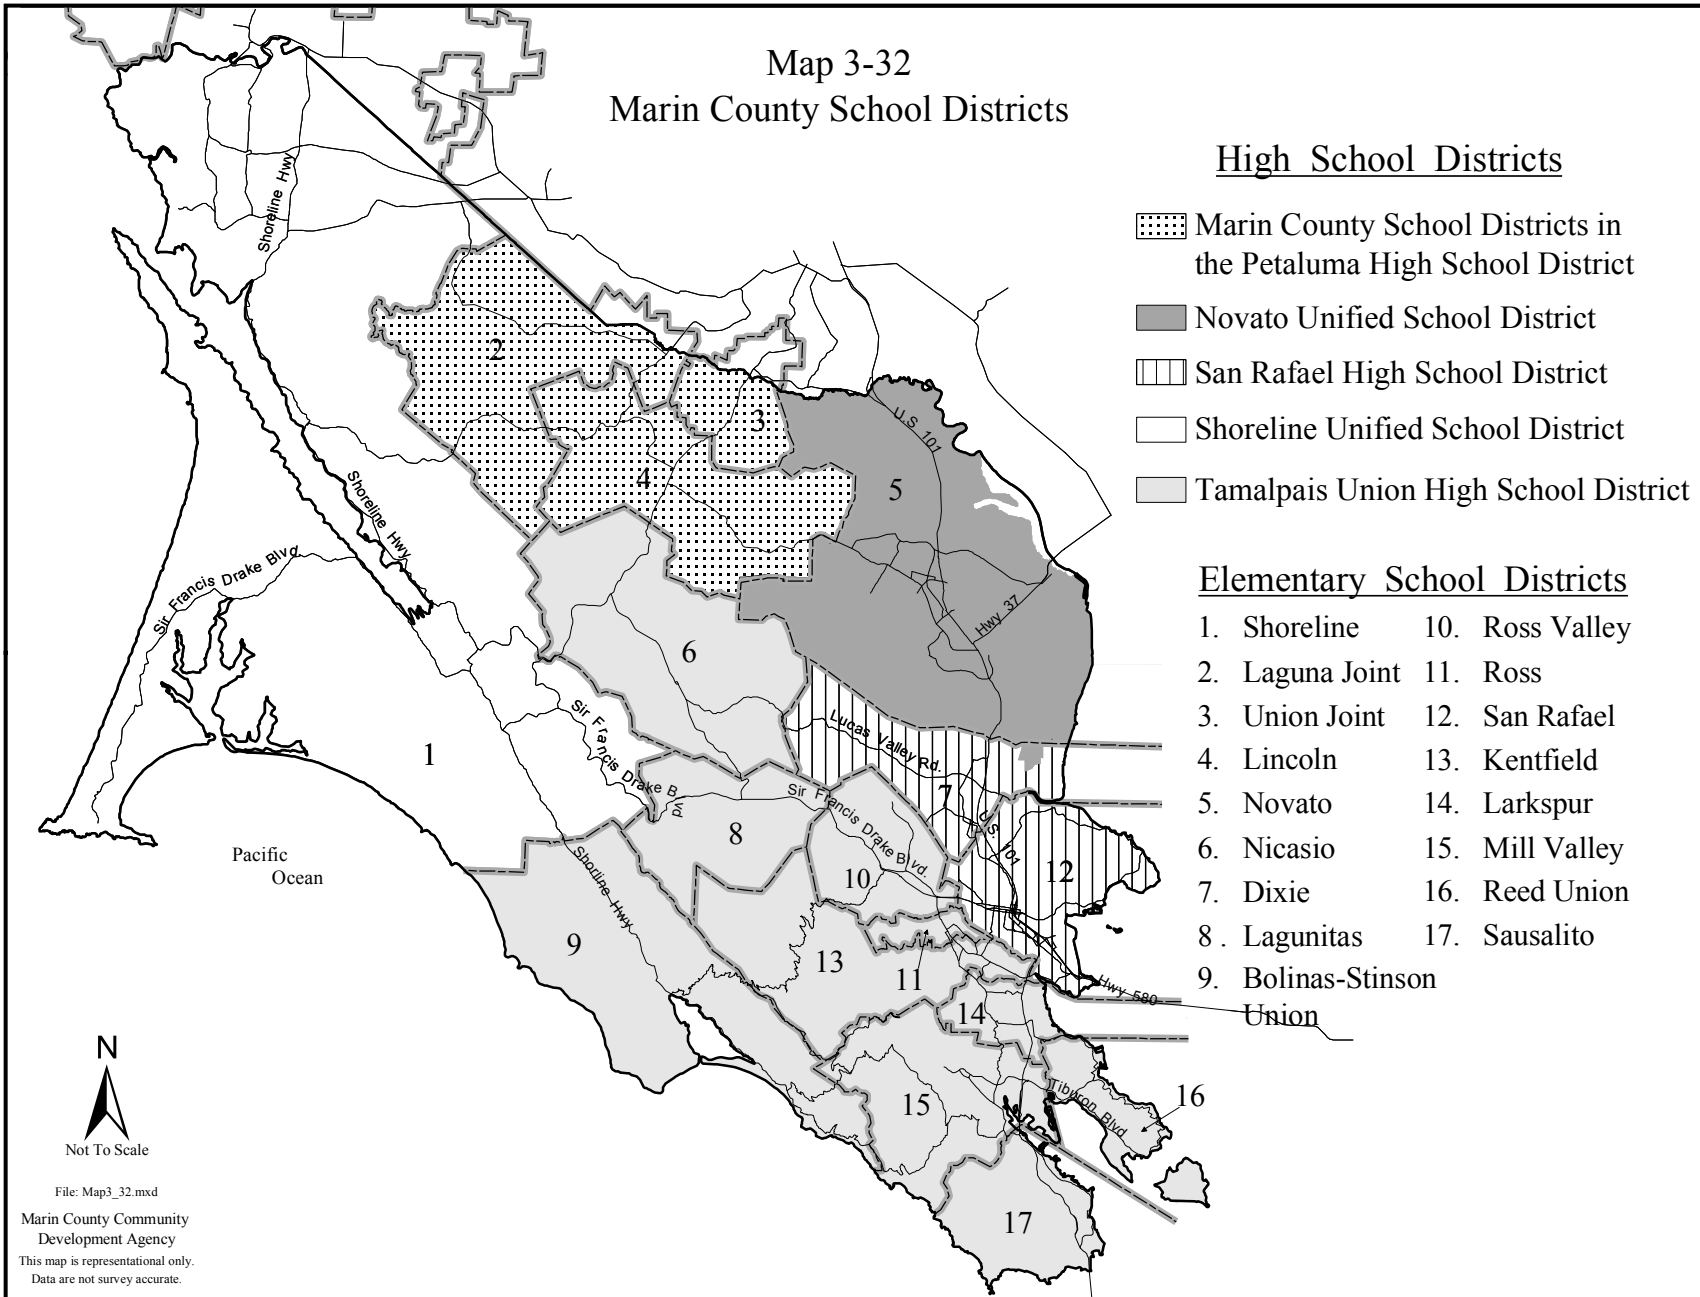 Map 3-32
Marin County School Districts
High School Districts
Marin County School Districts in
the Petaluma High School District
Novato Unified School District
San Rafael High School District
Shoreline Unified School District
Tamalpais Union High School District
Elementary School Districts
1. Shoreline
2. Laguna Joint
3. Union Joint
4. Lincoln
5. Novato
6. Nicasio
7. Dixie
8. Lagunitas
9. Bolinas-Stinson
Union
10. Ross Valley
11. Ross
12. San Rafael
13. Kentfield
14. Larkspur
15. Mill Valley
16. Reed Union
17. Sausalito
Shoreline Hwy
2
3
4
5
U.S. 101
Shoreline Hwy
Sir Francis Drake Blvd
Hwy 37
6
1
Sir Francis Drake Blvd
Lucas Valley Rd.
7
Sir Francis Drake Blvd.
U.S. 101
8
10
12
Shorline Hwy
9
13
11
Hwy 580
14
15
Tiburon Blvd
16
17
Pacific
Ocean
N
Not To Scale
File: Map3_32.mxd
Marin County Community
Development Agency
This map is representational only.
Data are not survey accurate.